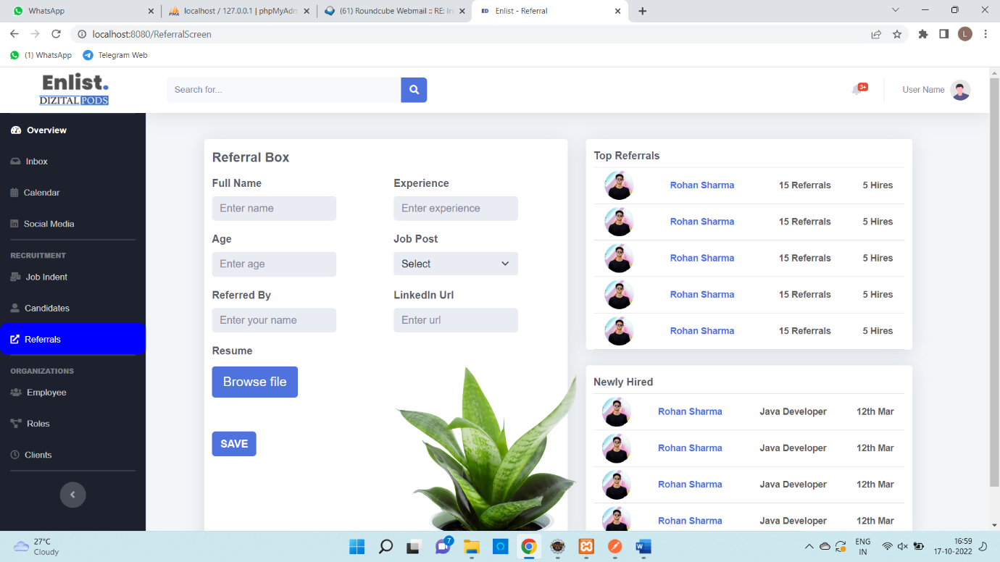 WhatsApp
localhost / 127.0.0.1 | phpMyAdm
(61) Roundcube Webmail :: RE: In
ED Enlist - Referral
localhost:8080/ReferralScreen
L
(1) WhatsApp Telegram Web
Enlist.
DIZITALPODS
Search for...
3+
User Name
Overview
Inbox
Calendar
Social Media
RECRUITMENT
Job Indent
Candidates
Referrals
ORGANIZATIONS
Employee
Roles
Clients
Referral Box
Full Name Experience
Enter name Enter experience
Age Job Post
Enter age Select
Referred By LinkedIn Url
Enter your name Enter url
Resume
Browse file
SAVE
Top Referrals
Rohan Sharma 15 Referrals 5 Hires
Rohan Sharma 15 Referrals 5 Hires
Rohan Sharma 15 Referrals 5 Hires
Rohan Sharma 15 Referrals 5 Hires
Rohan Sharma 15 Referrals 5 Hires
Newly Hired
Rohan Sharma Java Developer 12th Mar
Rohan Sharma Java Developer 12th Mar
Rohan Sharma Java Developer 12th Mar
Rohan Sharma Java Developer 12th Mar
27°C
Cloudy
7
ENG
IN
16:59
17-10-2022